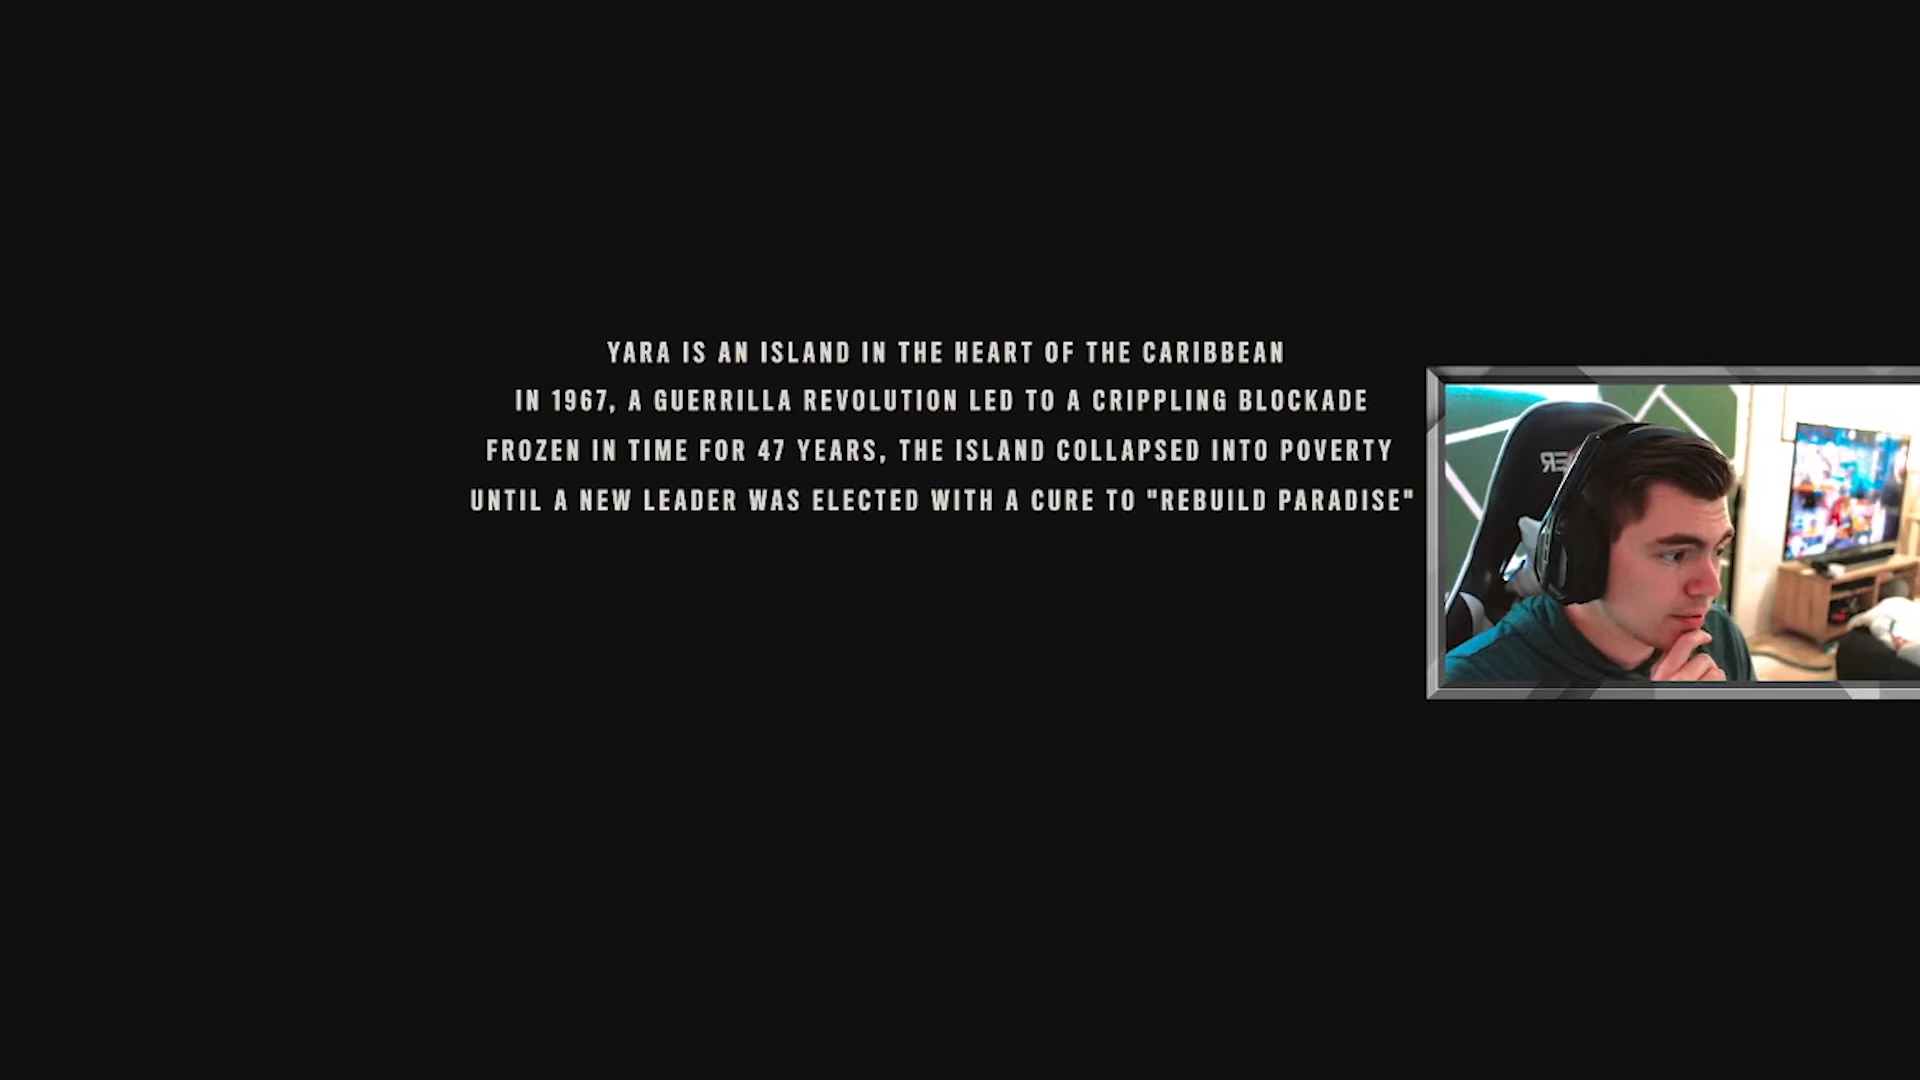 YARA IS AN ISLAND IN THE HEART OF THE CARIBBEAN
IN 1967, A GUERRILLA REVOLUTION LED TO A CRIPPLING BLOCKADE
FROZEN IN TIME FOR 47 YEARS, THE ISLAND COLLAPSED INTO POVERTY
UNTIL A NEW LEADER WAS ELECTED WITH A CURE TO "REBUILD PARADISE"